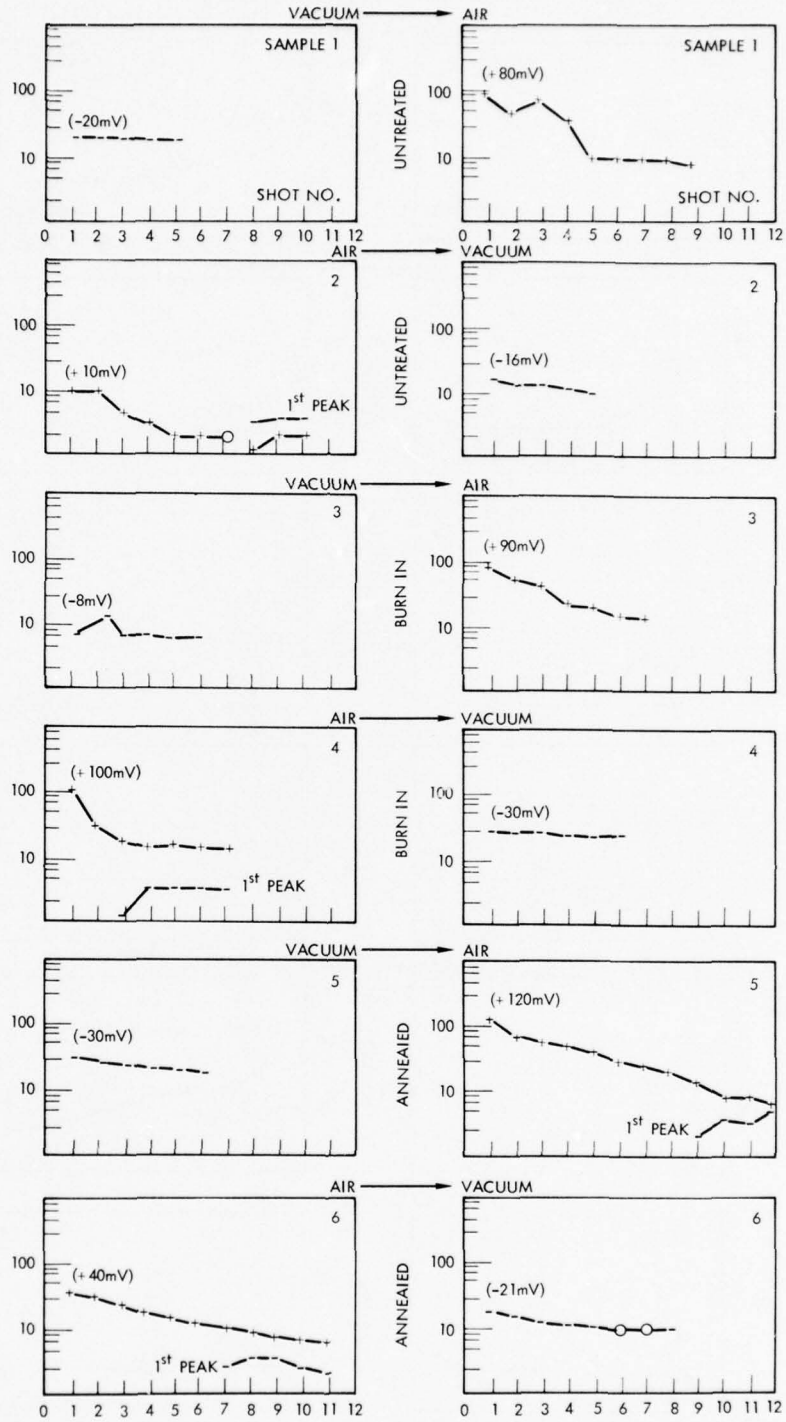 VACUUM AIR
SAMPLE 1
100
(-20mV)
10
SHOT NO.
0 1 2 3 4 5 6 7 8 9 10 11 12
UNTREATED
SAMPLE 1
(+80mV)
100
10
SHOT NO.
0 1 2 3 4 5 6 7 8 9 10 11 12
AIR VACUUM
2
100
10
(+10mV)
1st PEAK
UNTREATED
2
100
(-16mV)
10
VACUUM AIR
3
100
(-8mV)
10
BURN IN
3
100
(+90mV)
10
AIR VACUUM
4
(+100mV)
100
10
1st PEAK
BURN IN
4
100
(-30mV)
10
VACUUM AIR
5
100
(-30mV)
10
ANNEAlED
5
(+120mV)
100
10
1st PEAK
AIR VACUUM
6
100
(+40mV)
10
1st PEAK
0 1 2 3 4 5 6 7 8 9 10 11 12
ANNEAlED
6
100
(-21mV)
10
0 1 2 3 4 5 6 7 8 9 10 11 12